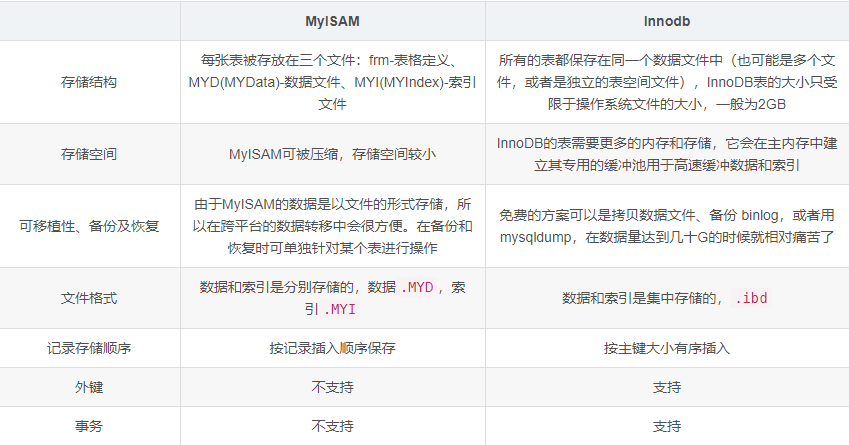 MyISAM
Innodb
存储结构
每张表被存放在三个文件：frm-表格定义、
MYD(MYData)-数据文件、MYI(MYIndex)-索引
文件
所有的表都保存在同一个数据文件中（也可能是多个文
件，或者是独立的表空间文件）, InnoDB表的大小只受
限于操作系统文件的大小，一般为2GB
存储空间
MyISAM可被压缩，存储空间较小
InnoDB的表需要更多的内存和存储，它会在主内存中建
立其专用的缓冲池用于高速缓冲数据和索引
可移植性、备份及恢复
由于MyISAM的数据是以文件的形式存储，所
以在跨平台的数据转移中会很方便。在备份和
恢复时可单独针对某个表进行操作
免费的方案可以是拷贝数据文件、备份 binlog，或者用
mysqldump，在数据量达到几十G的时候就相对痛苦了
文件格式
数据和索引是分别存储的，数据 .MYD ，索
引 .MYI
数据和索引是集中存储的， .ibd
记录存储顺序
按记录插入顺序保存
按主键大小有序插入
外键
不支持
支持
事务
不支持
支持